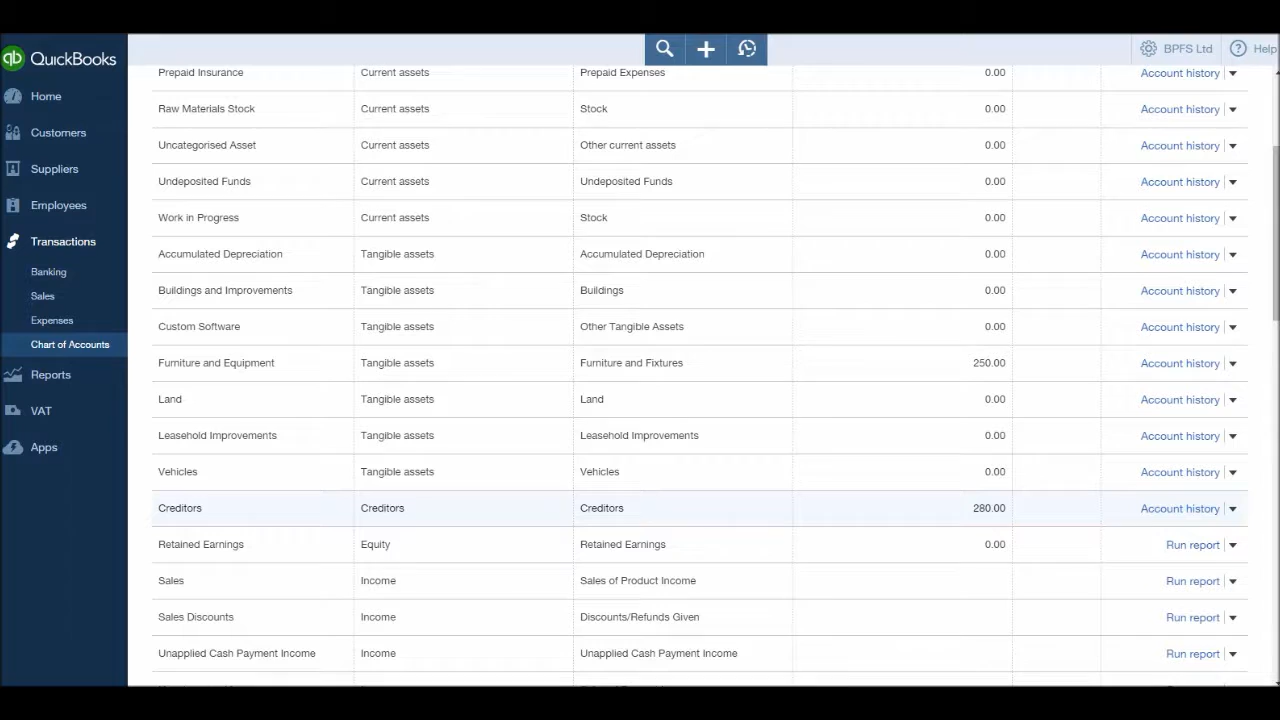 qb QuickBooks
BPFS Ltd Help
Home
Customers
Suppliers
Employees
Transactions
Banking
Sales
Expenses
Chart of Accounts
Reports
VAT
Apps
Prepaid Insurance Current assets Prepaid Expenses 0.00 Account history
Raw Materials Stock Current assets Stock 0.00 Account history
Uncategorised Asset Current assets Other current assets 0.00 Account history
Undeposited Funds Current assets Undeposited Funds 0.00 Account history
Work in Progress Current assets Stock 0.00 Account history
Accumulated Depreciation Tangible assets Accumulated Depreciation 0.00 Account history
Buildings and Improvements Tangible assets Buildings 0.00 Account history
Custom Software Tangible assets Other Tangible Assets 0.00 Account history
Furniture and Equipment Tangible assets Furniture and Fixtures 250.00 Account history
Land Tangible assets Land 0.00 Account history
Leasehold Improvements Tangible assets Leasehold Improvements 0.00 Account history
Vehicles Tangible assets Vehicles 0.00 Account history
Creditors Creditors Creditors 280.00 Account history
Retained Earnings Equity Retained Earnings 0.00 Run report
Sales Income Sales of Product Income Run report
Sales Discounts Income Discounts/Refunds Given Run report
Unapplied Cash Payment Income Income Unapplied Cash Payment Income Run report